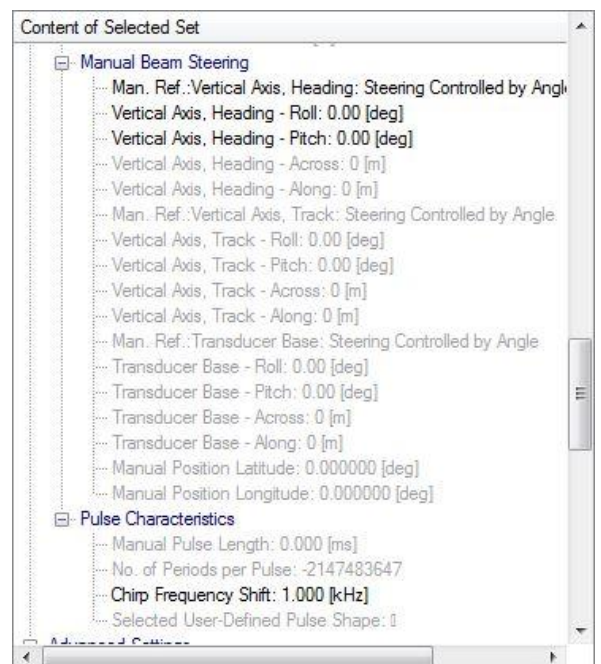 Content of Selected Set
Manual Beam Steering
Man. Ref.:Vertical Axis, Heading: Steering Controlled by Angl
Vertical Axis, Heading - Roll: 0.00 [deg]
Vertical Axis, Heading - Pitch: 0.00 [deg]
Vertical Axis, Heading - Across: 0 [m]
Vertical Axis, Heading - Along: 0 [m]
Man. Ref.:Vertical Axis, Track: Steering Controlled by Angle
Vertical Axis, Track - Roll: 0.00 [deg]
Vertical Axis, Track - Pitch: 0.00 [deg]
Vertical Axis, Track - Across: 0 [m]
Vertical Axis, Track - Along: 0 [m]
Man. Ref.:Transducer Base: Steering Controlled by Angle
Transducer Base - Roll: 0.00 [deg]
Transducer Base - Pitch: 0.00 [deg]
Transducer Base - Across: 0 [m]
Transducer Base - Along: 0 [m]
Manual Position Latitude: 0.000000 [deg]
Manual Position Longitude: 0.000000 [deg]
Pulse Characteristics
Manual Pulse Length: 0.000 [ms]
No. of Periods per Pulse: -2147483647
Chirp Frequency Shift: 1.000 [kHz]
Selected User-Defined Pulse Shape: ▯
Advanced Settings